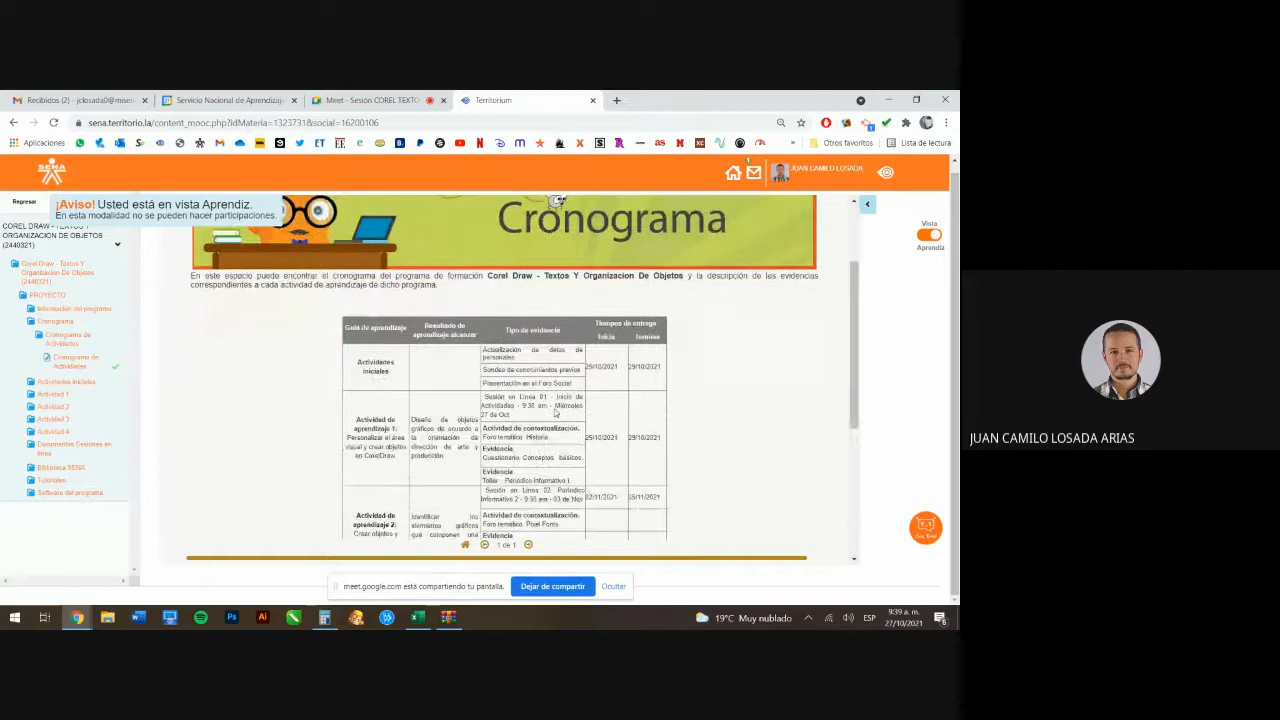 Recibidos (2) - jclosada0@misen
Servicio Nacional de Aprendizaje
Meet – Sesión COREL TEXTO
Territorium
sena.territorio.la/content_mooc.php?idMateria=1323731&social=16200106
Aplicaciones
Otros favoritos
Lista de lectura
SENA
1
JUAN CAMILO LOSADA
Regresar
¡Aviso! Usted está en vista Aprendiz.
En esta modalidad no se pueden hacer participaciones.
Vista
Aprendiz
COREL DRAW - TEXTOS Y
ORGANIZACION DE OBJETOS
(2440321)
Corel Draw - Textos Y
Organizacion De Objetos
(2440321)
PROYECTO
Información del programa
Cronograma
Cronograma de
Actividades
Cronograma de
Actividades
Actividades iniciales
Actividad 1
Actividad 2
Actividad 3
Actividad 4
Documentos Sesiones en
línea
Biblioteca SENA
Tutoriales
Software del programa
Cronograma
En este espacio puede encontrar el cronograma del programa de formación Corel Draw - Textos Y Organizacion De Objetos y la descripción de las evidencias
correspondientes a cada actividad de aprendizaje de dicho programa.
Guía de aprendizaje
Resultado de
aprendizaje alcanzar
Tipo de evidencia
Tiempos de entrega
Inicia
termina
Actividades
iniciales
Actualización de datos de
personales
Sondeo de conocimientos previos
Presentación en el Foro Social
25/10/2021
29/10/2021
Actividad de
aprendizaje 1:
Personalizar el área
visual y crear objetos
en CorelDraw
Diseño de objetos
gráficos de acuerdo a
la orientación de
dirección de arte y
producción.
Sesión en Línea 01 - Inicio de
Actividades - 9:30 am - Miércoles
27 de Oct
Actividad de contextualización.
Foro temático Historia
Evidencia
Cuestionario Conceptos básicos.
Evidencia
Taller Periódico Informativo I
25/10/2021
29/10/2021
Actividad de
aprendizaje 2:
Crear objetos y
Identificar los
elementos gráficos
que componen una
Sesión en Línea 02 Periodico
Informativo 2 - 9:30 am - 03 de Nov
Actividad de contextualización.
Foro temático Pixel Fonts
Evidencia
02/11/2021
05/11/2021
1 de 1
meet.google.com está compartiendo tu pantalla.
Dejar de compartir
Ocultar
19°C Muy nublado
ESP
9:39 a. m.
27/10/2021
6
JUAN CAMILO LOSADA ARIAS